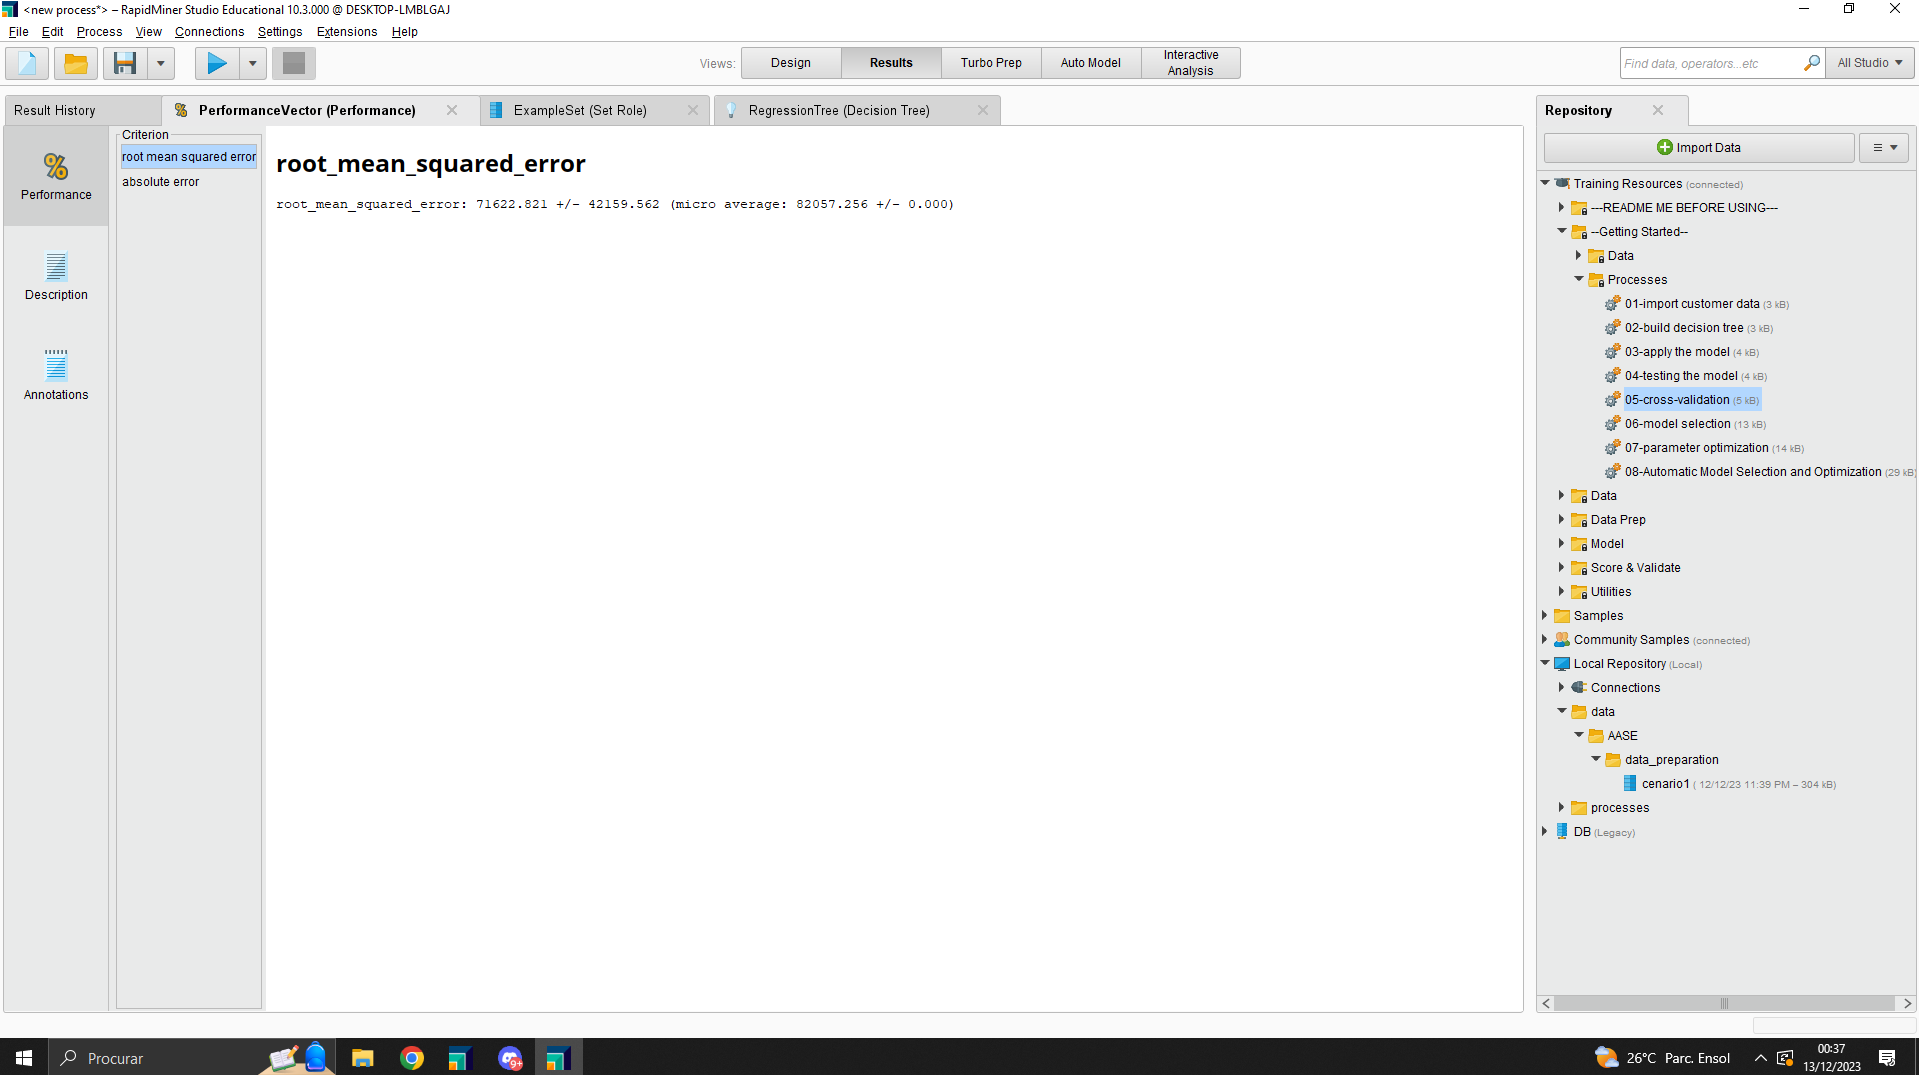 <new process*> – RapidMiner Studio Educational 10.3.000 @ DESKTOP-LMBLGAJ
File Edit Process View Connections Settings Extensions Help
Views: Design Results Turbo Prep Auto Model Interactive Analysis
Find data, operators...etc All Studio
Result History
PerformanceVector (Performance)
ExampleSet (Set Role)
RegressionTree (Decision Tree)
Performance
Description
Annotations
Criterion
root mean squared error
absolute error
root_mean_squared_error
root_mean_squared_error: 71622.821 +/- 42159.562 (micro average: 82057.256 +/- 0.000)
Repository
Import Data
Training Resources (connected)
---README ME BEFORE USING---
--Getting Started--
Data
Processes
01-import customer data (3 kB)
02-build decision tree (3 kB)
03-apply the model (4 kB)
04-testing the model (4 kB)
05-cross-validation (5 kB)
06-model selection (13 kB)
07-parameter optimization (14 kB)
08-Automatic Model Selection and Optimization (29 kB)
Data
Data Prep
Model
Score & Validate
Utilities
Samples
Community Samples (connected)
Local Repository (Local)
Connections
data
AASE
data_preparation
cenario1 ( 12/12/23 11:39 PM – 304 kB)
processes
DB (Legacy)
Procurar
9+
26°C Parc. Ensol
00:37
13/12/2023